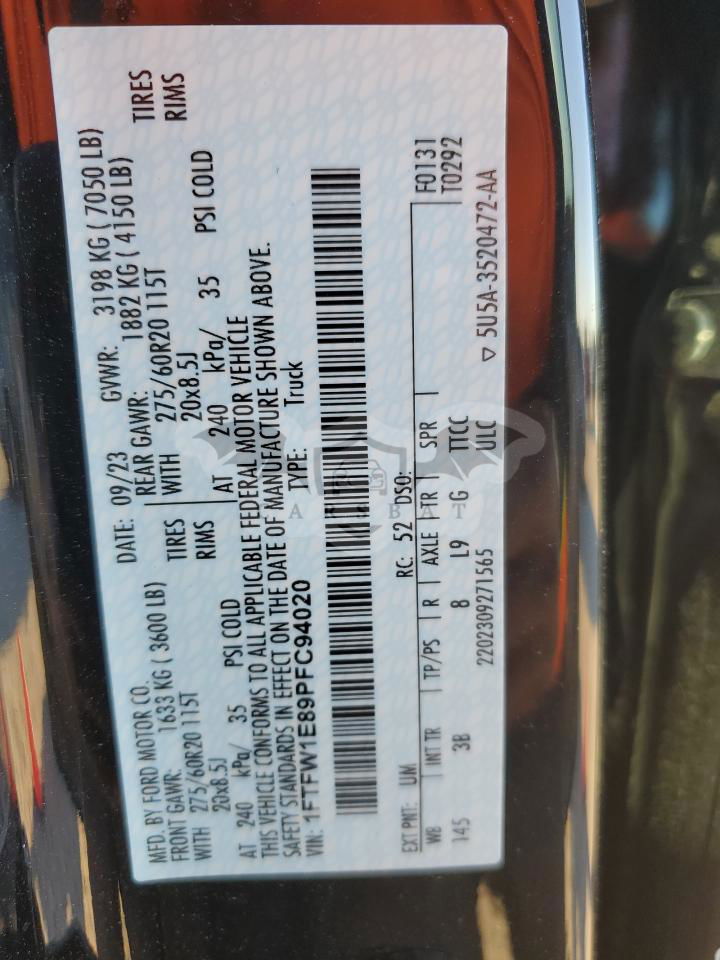 MFD. BY FORD MOTOR CO. DATE: 09/23 GVWR: 3198 KG ( 7050 LB)
FRONT GAWR: 1633 KG ( 3600 LB) REAR GAWR: 1882 KG ( 4150 LB)
WITH 275/60R20 115T TIRES WITH 275/60R20 115T TIRES
20x8.5J RIMS 20x8.5J RIMS
AT 240 kPa/ 35 PSI COLD AT 240 kPa/ 35 PSI COLD
THIS VEHICLE CONFORMS TO ALL APPLICABLE FEDERAL MOTOR VEHICLE
SAFETY STANDARDS IN EFFECT ON THE DATE OF MANUFACTURE SHOWN ABOVE.
VIN: 1FTFW1E89PFC94020 TYPE: Truck
EXT PNT: UM RC: 52 DSO: F0131
WB INT TR TP/PS R AXLE TR SPR T0292
145 3B 8 L9 G TTCC
2202309271565 ULC ▽ 5U5A-3520472-AA